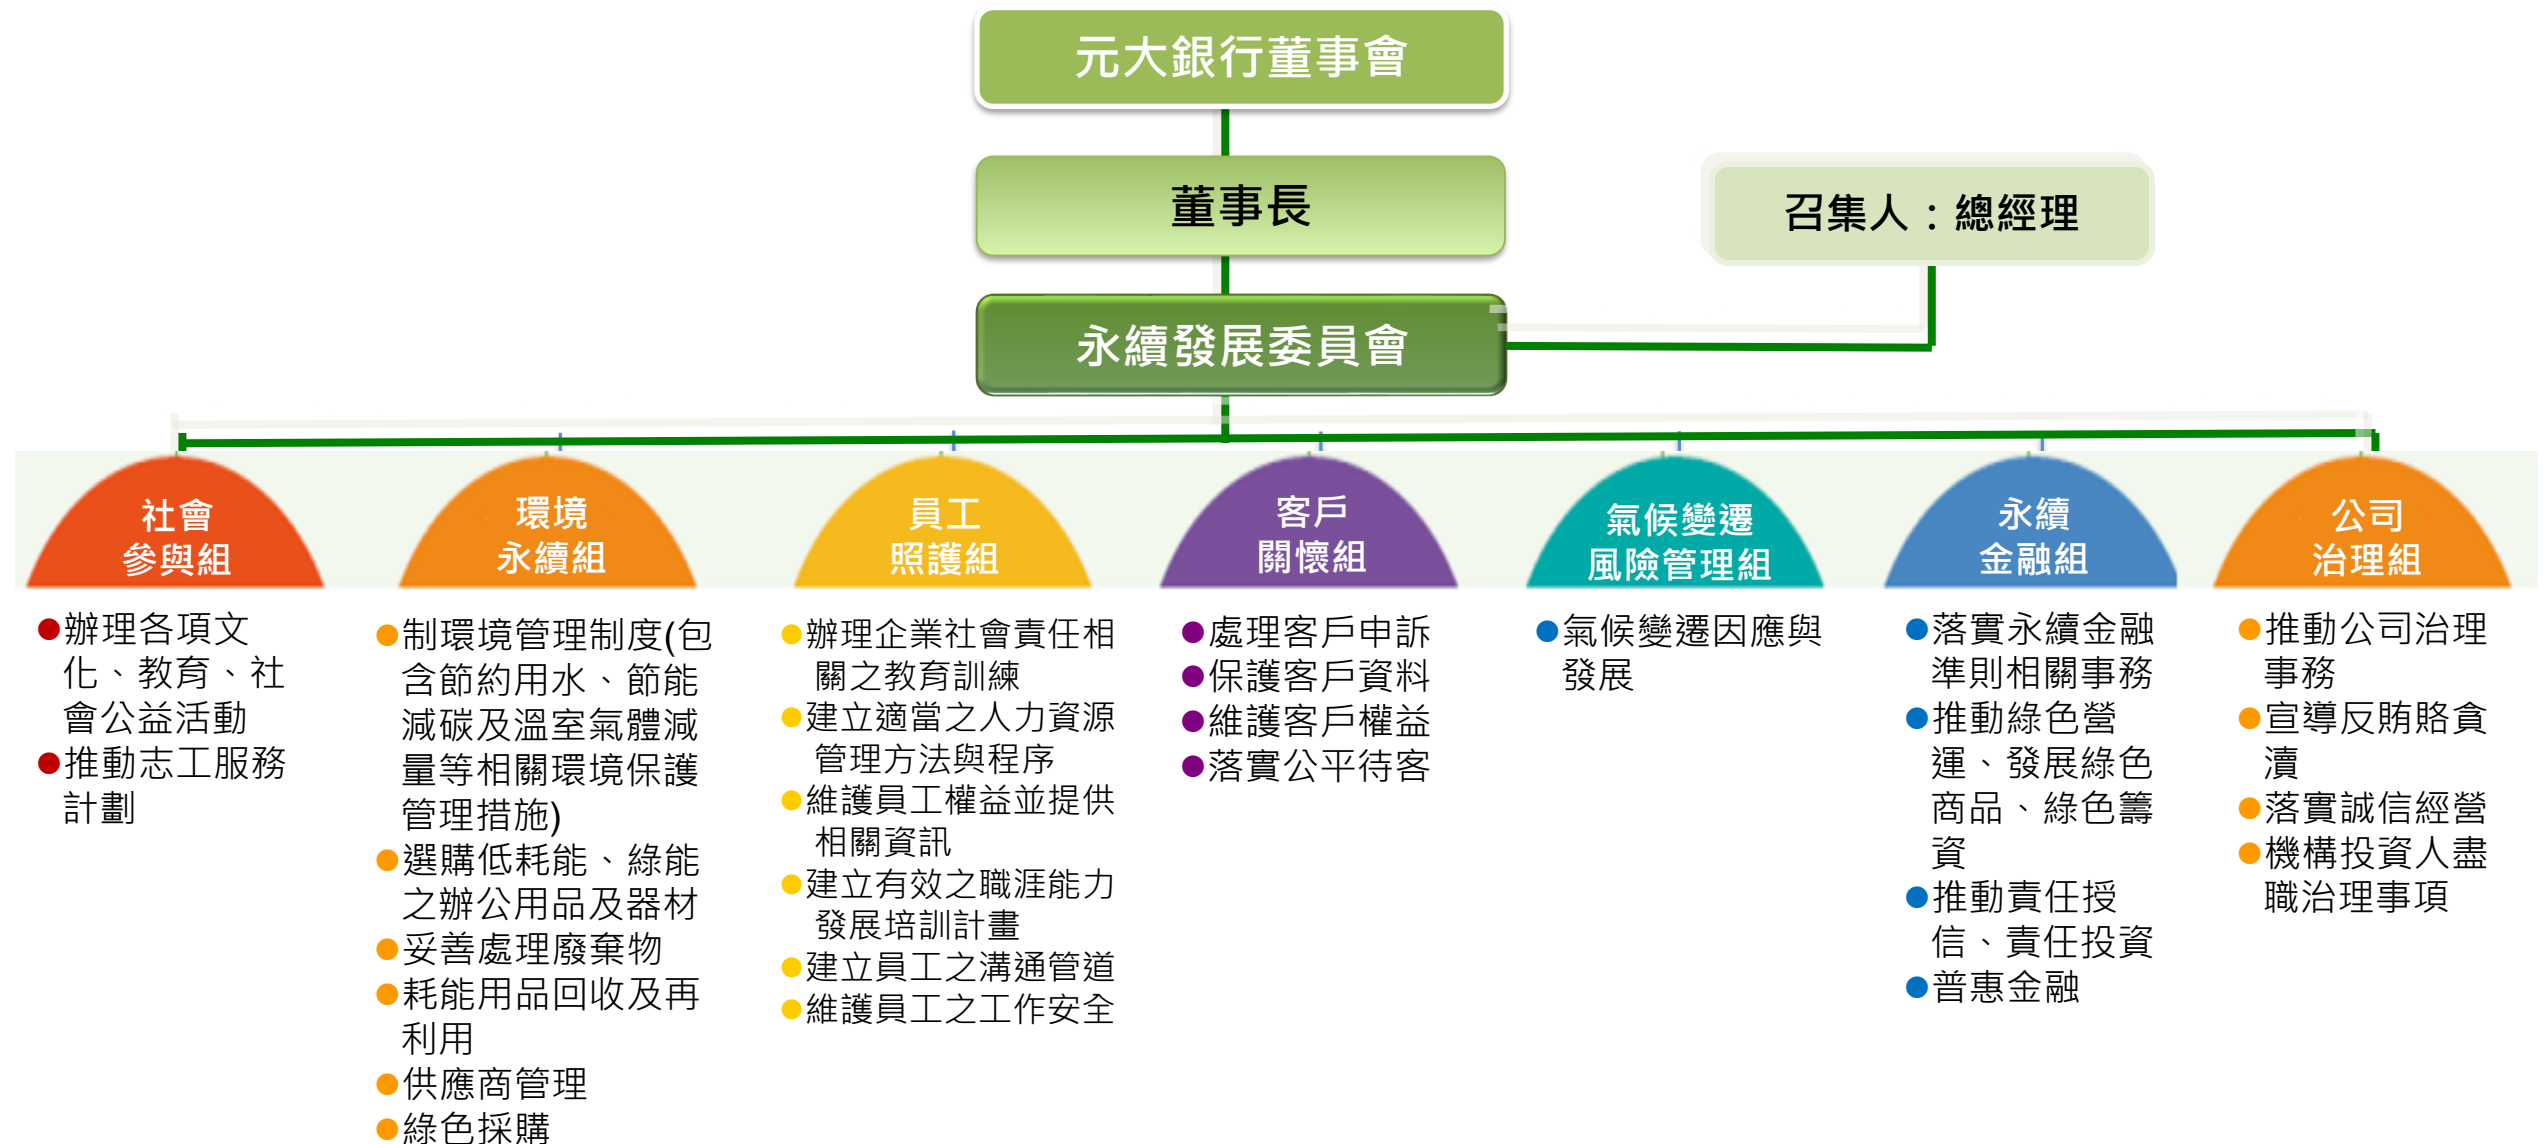 元大銀行董事會
董事長
召集人：總經理
永續發展委員會
社會
參與組
●辦理各項文
化、教育、社
會公益活動
●推動志工服務
計劃
環境
永續組
●制環境管理制度(包
含節約用水、節能
減碳及溫室氣體減
量等相關環境保護
管理措施)
●選購低耗能、綠能
之辦公用品及器材
●妥善處理廢棄物
●耗能用品回收及再
利用
●供應商管理
●綠色採購
員工
照護組
●辦理企業社會責任相
關之教育訓練
●建立適當之人力資源
管理方法與程序
●維護員工權益並提供
相關資訊
●建立有效之職涯能力
發展培訓計畫
●建立員工之溝通管道
●維護員工之工作安全
客戶
關懷組
●處理客戶申訴
●保護客戶資料
●維護客戶權益
●落實公平待客
氣候變遷
風險管理組
●氣候變遷因應與
發展
永續
金融組
●落實永續金融
準則相關事務
●推動綠色營
運、發展綠色
商品、綠色籌
資
●推動責任授
信、責任投資
●普惠金融
公司
治理組
●推動公司治理
事務
●宣導反賄賂貪
瀆
●落實誠信經營
●機構投資人盡
職治理事項